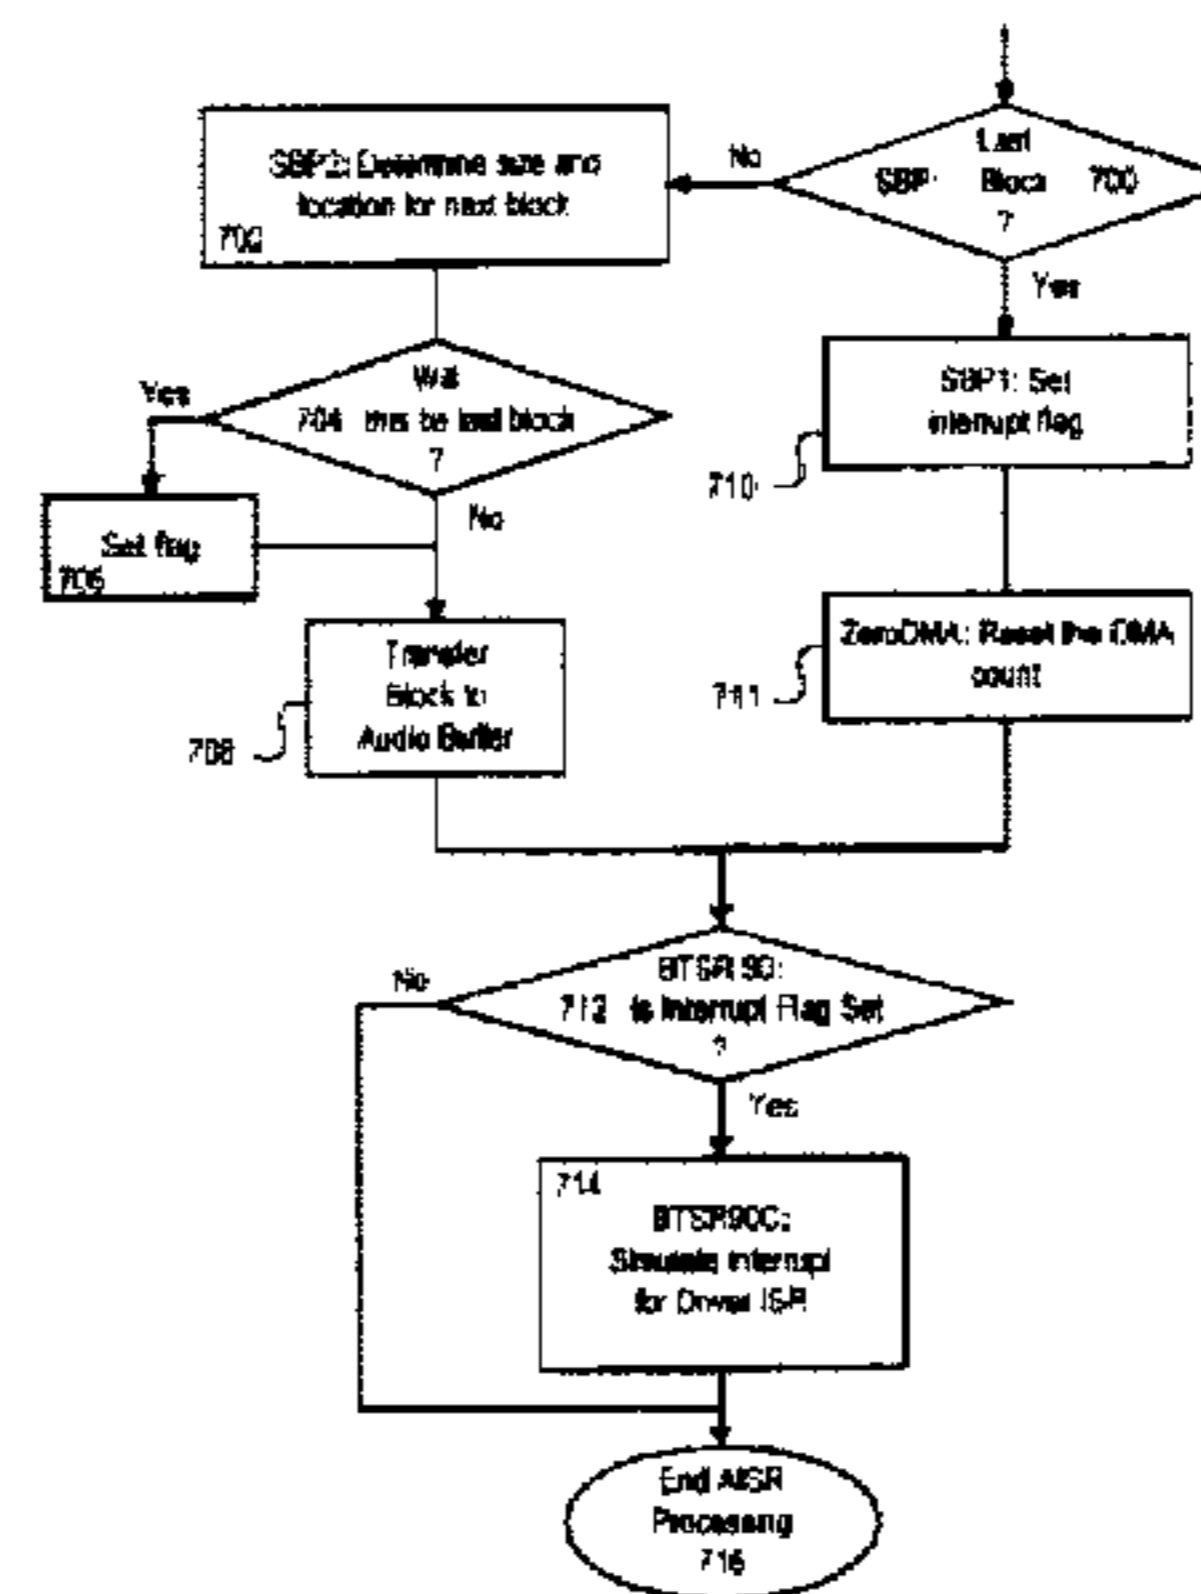 Last
SBP: Block 700
?
No
SBP2: Determine size and
location for next block
702
Yes
Will
704 this be last block
?
Yes
No
SBP1: Set
interrupt flag
710
Set flag
706
Transfer
Block to
Audio Buffer
708
ZeroDMA: Reset the DMA
count
711
BTSR90:
712 Is Interrupt Flag Set
?
No
Yes
714
BTSR90C:
Simulate interrupt
for Driver ISR
End AISR
Processing
716